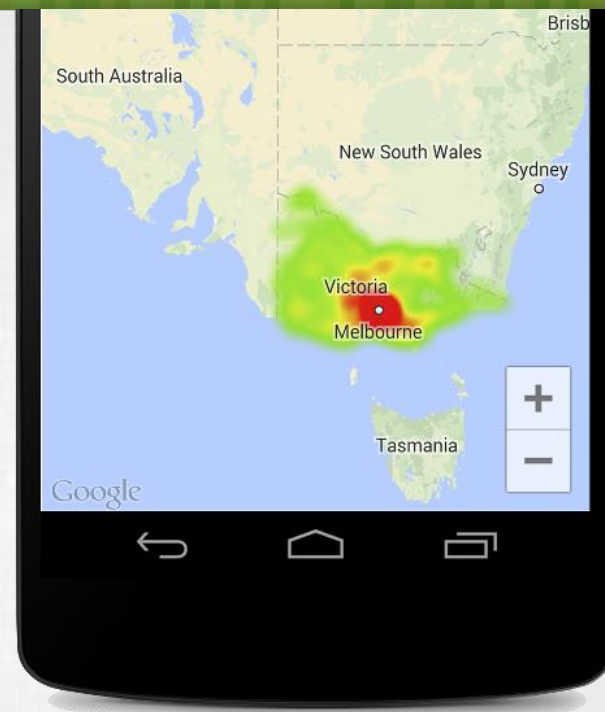 Brisb
South Australia
New South Wales
Sydney
Victoria
Melbourne
Tasmania
+
−
Google